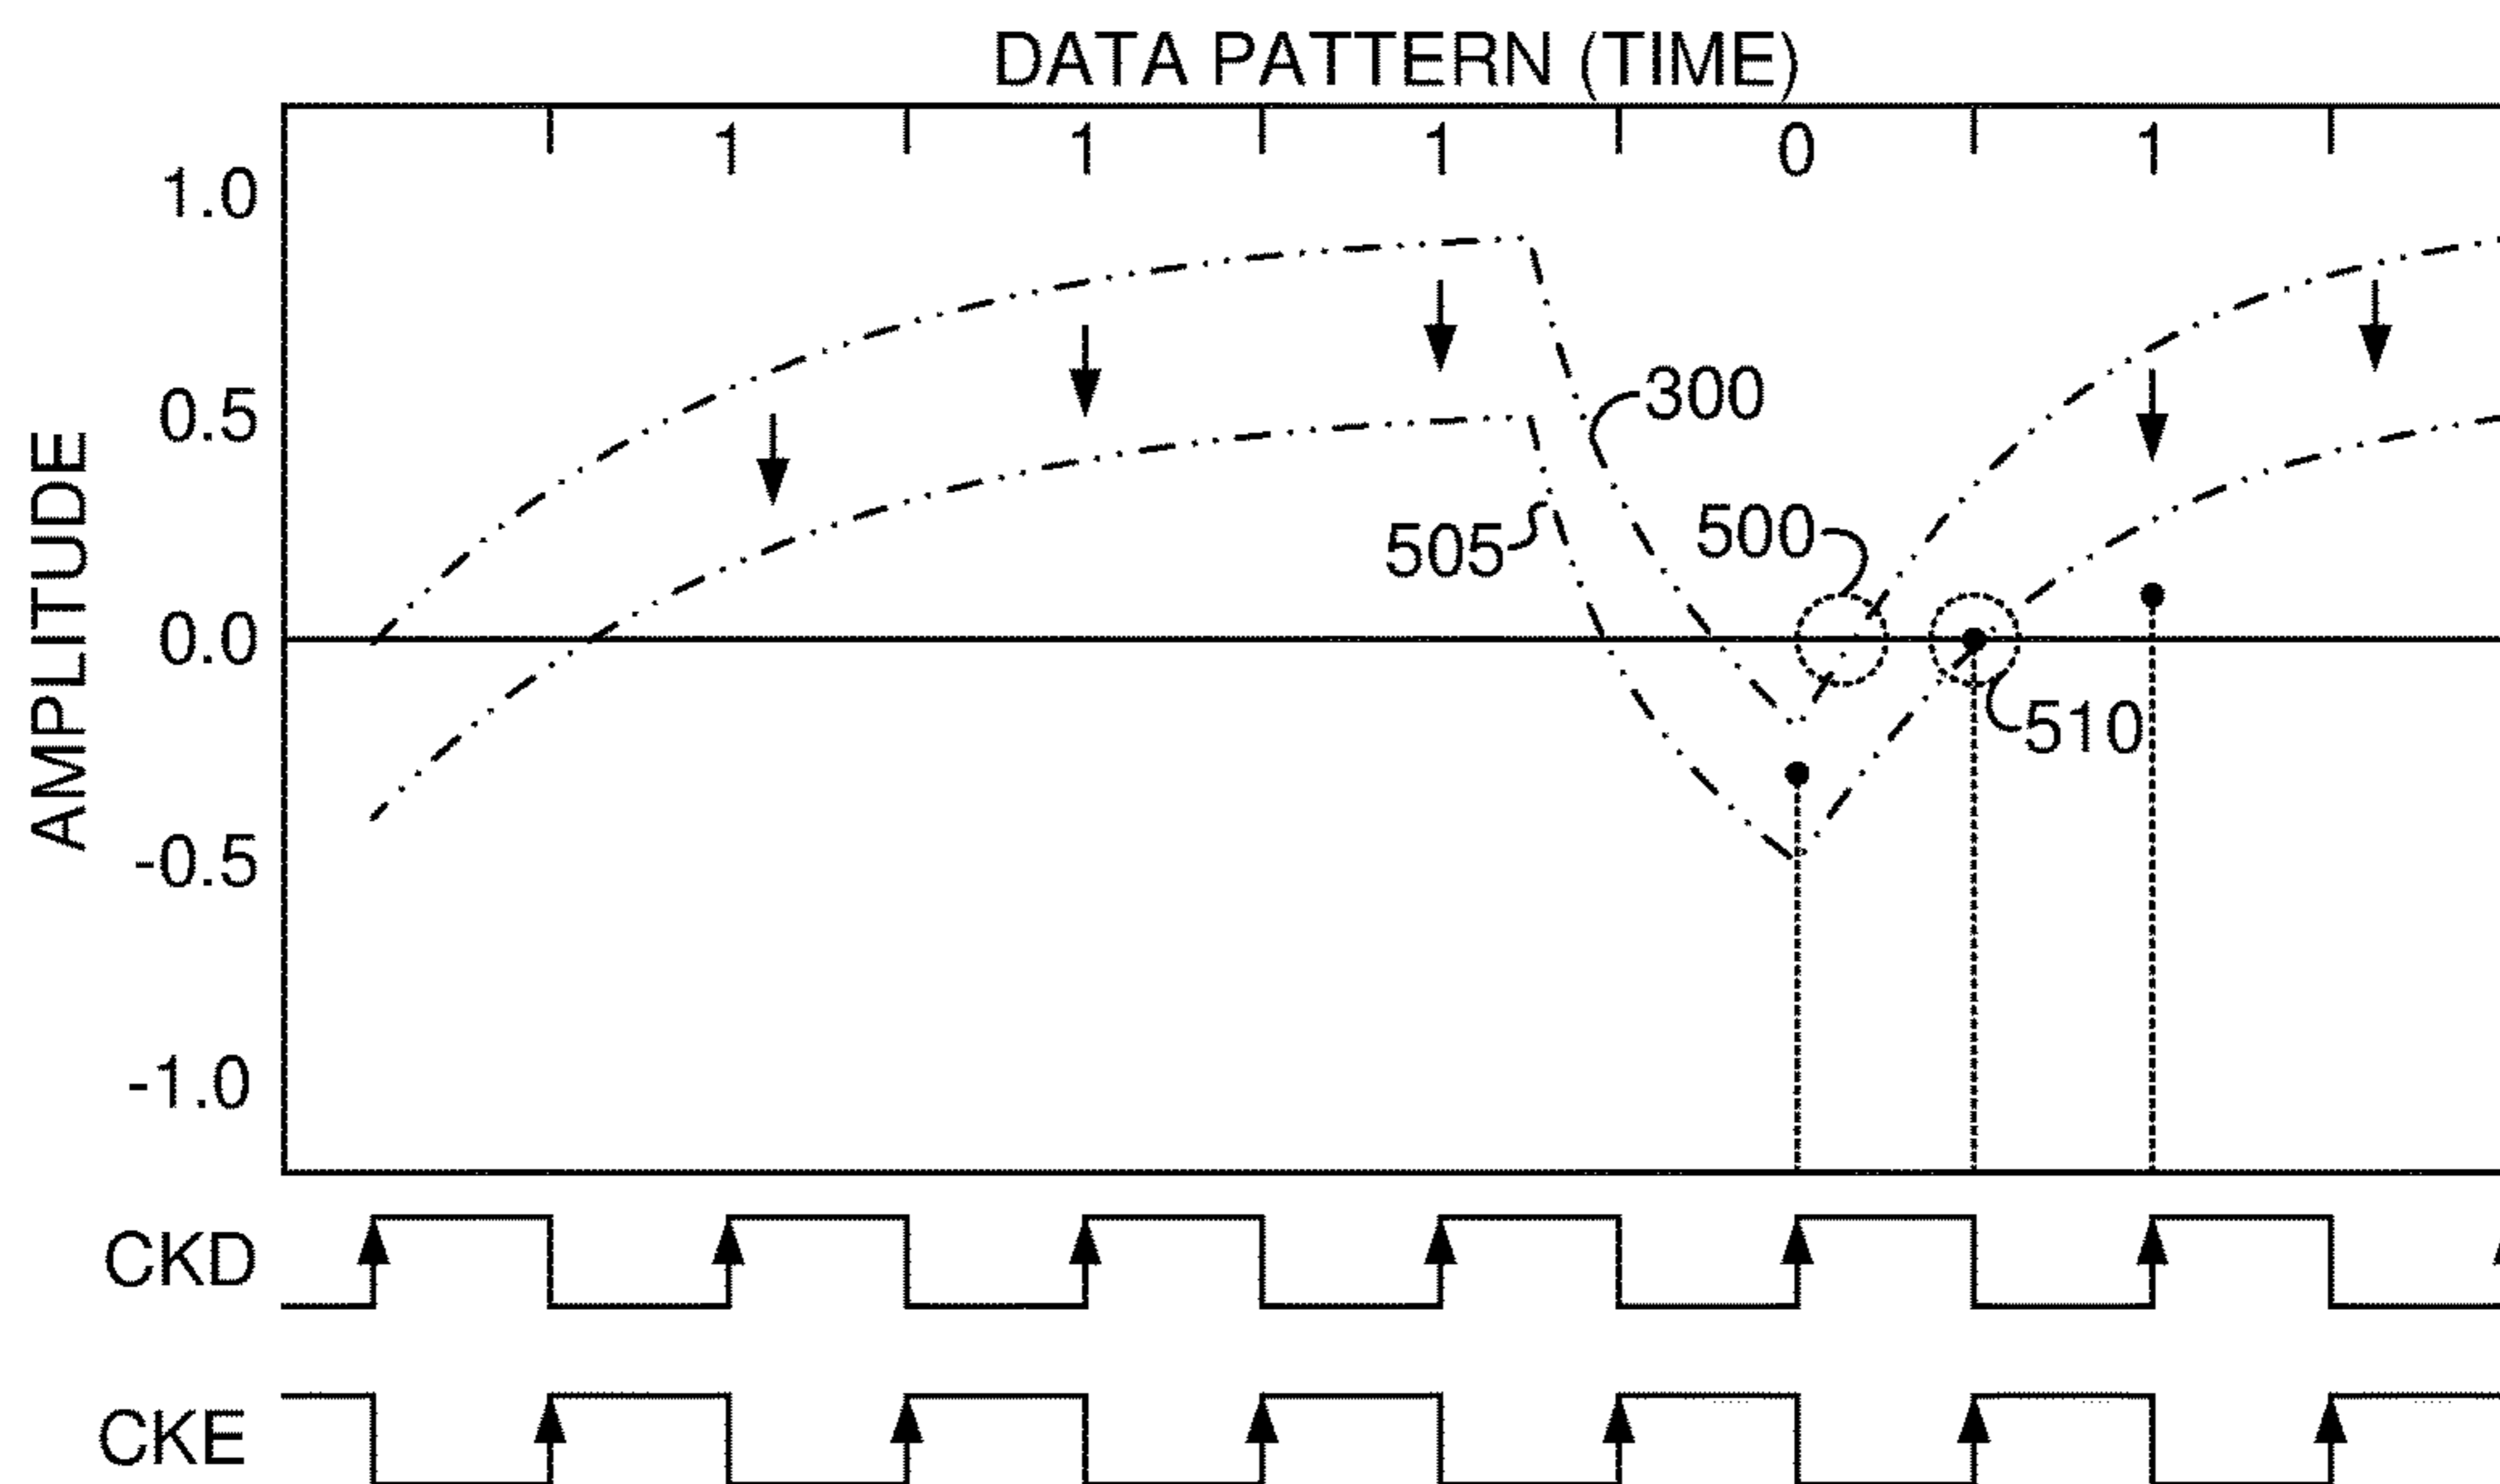 DATA PATTERN (TIME)
1 1 1 0 1
AMPLITUDE
1.0
0.5
0.0
-0.5
-1.0
300
505
500
510
CKD
CKE